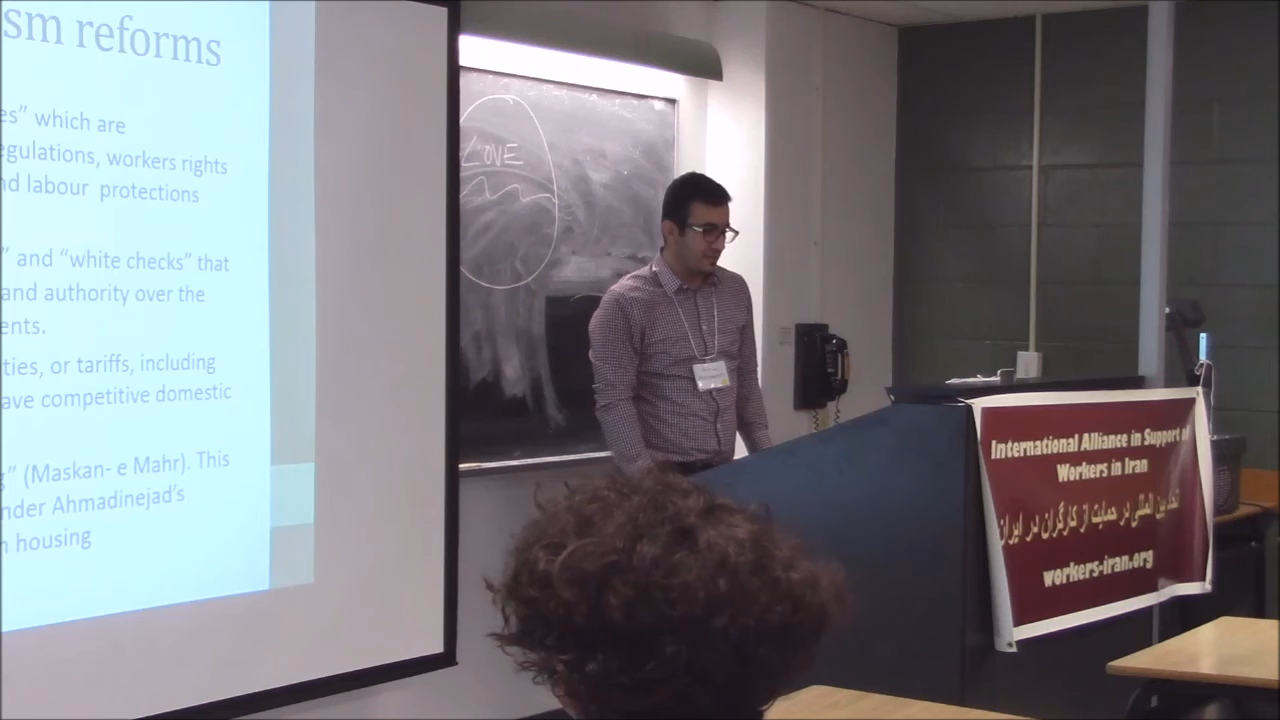 sm reforms
es” which are
egulations, workers rights
nd labour protections
” and “white checks” that
and authority over the
ents.
ties, or tariffs, including
ave competitive domestic
g” (Maskan- e Mahr). This
nder Ahmadinejad’s
n housing
LOVE
International Alliance in Support of
Workers in Iran
اتحاد بین المللی در حمایت از کارگران در ایران
workers-iran.org